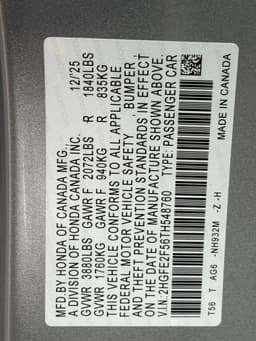 MFD BY HONDA OF CANADA MFG., 12/25
A DIVISION OF HONDA CANADA INC.
GVWR 3880LBS GAWR F 2072LBS R 1840LBS
GVWR 1760KG GAWR F 940KG R 835KG
THIS VEHICLE CONFORMS TO ALL APPLICABLE
FEDERAL MOTOR VEHICLE SAFETY, BUMPER,
& THEFT PREVENTION STANDARDS IN EFFECT
ON THE DATE OF MANUFACTURE SHOWN ABOVE.
V.I.N.: 2HGFE2F56TH548760 TYPE: PASSENGER CAR
T56 T AG6 -NH932M -Z -H MADE IN CANADA